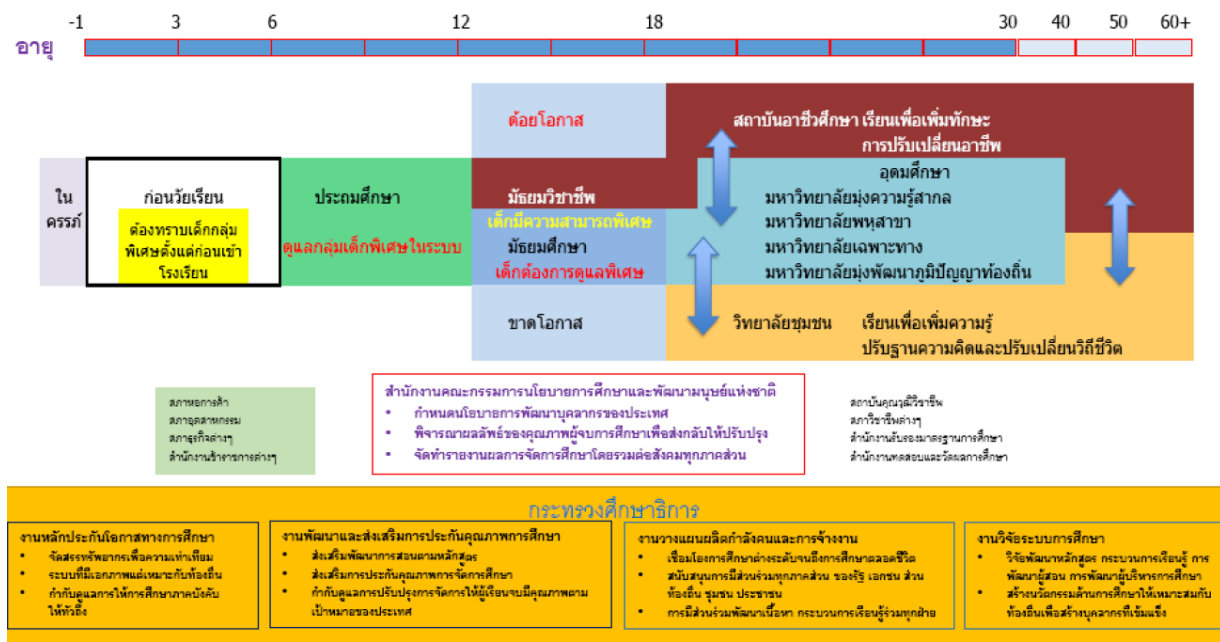 -1 3 6 12 18 30 40 50 60+
อายุ
ด้อยโอกาส
สถาบันอาชีวศึกษา เรียนเพื่อเพิ่มทักษะ
การปรับเปลี่ยนอาชีพ
ใน
ครรภ์
ก่อนวัยเรียน
ต้องทราบเด็กกลุ่ม
พิเศษตั้งแต่ก่อนเข้า
โรงเรียน
ประถมศึกษา
ดูแลกลุ่มเด็กพิเศษในระบบ
มัธยมวิชาชีพ
เด็กมีความสามารถพิเศษ
มัธยมศึกษา
เด็กต้องการดูแลพิเศษ
อุดมศึกษา
มหาวิทยาลัยมุ่งความรู้สากล
มหาวิทยาลัยพหุสาขา
มหาวิทยาลัยเฉพาะทาง
มหาวิทยาลัยมุ่งพัฒนาภูมิปัญญาท้องถิ่น
ขาดโอกาส
วิทยาลัยชุมชน เรียนเพื่อเพิ่มความรู้
ปรับฐานความคิดและปรับเปลี่ยนวิถีชีวิต
สภาหอการค้า
สภาอุตสาหกรรม
สภาธุรกิจต่างๆ
สำนักงานข้าราชการต่างๆ
สำนักงานคณะกรรมการนโยบายการศึกษาและพัฒนามนุษย์แห่งชาติ
• กำหนดนโยบายการพัฒนาบุคลากรของประเทศ
• พิจารณาผลลัพธ์ของคุณภาพผู้จบการศึกษาเพื่อส่งกลับให้ปรับปรุง
• จัดทำรายงานผลการจัดการศึกษาโดยรวมต่อสังคมทุกภาคส่วน
สถาบันคุณวุฒิวิชาชีพ
สภาวิชาชีพต่างๆ
สำนักงานรับรองมาตรฐานการศึกษา
สำนักงานทดสอบและวัดผลการศึกษา
กระทรวงศึกษาธิการ
งานหลักประกันโอกาสทางการศึกษา
• จัดสรรทรัพยากรเพื่อความเท่าเทียม
• ระบบที่มีเอกภาพแต่เหมาะกับท้องถิ่น
• กำกับดูแลการให้การศึกษาภาคบังคับ
ให้ทั่วถึง
งานพัฒนาและส่งเสริมการประกันคุณภาพการศึกษา
• ส่งเสริมพัฒนาการสอนตามหลักสูตร
• ส่งเสริมการประกันคุณภาพการจัดการศึกษา
• กำกับดูแลการปรับปรุงการจัดการให้ผู้เรียนจบมีคุณภาพตาม
เป้าหมายของประเทศ
งานวางแผนผลิตกำลังคนและการจ้างงาน
• เชื่อมโยงการศึกษาต่างระดับจนถึงการศึกษาตลอดชีวิต
• สนับสนุนการมีส่วนร่วมทุกภาคส่วน ของรัฐ เอกชน ส่วน
ท้องถิ่น ชุมชน ประชาชน
• การมีส่วนร่วมพัฒนาเนื้อหา กระบวนการเรียนรู้ร่วมทุกฝ่าย
งานวิจัยระบบการศึกษา
• วิจัยพัฒนาหลักสูตร กระบวนการเรียนรู้ การ
พัฒนาผู้สอน การพัฒนาผู้บริหารการศึกษา
• สร้างนวัตกรรมด้านการศึกษาให้เหมาะสมกับ
ท้องถิ่นเพื่อสร้างบุคลากรที่เข้มแข็ง